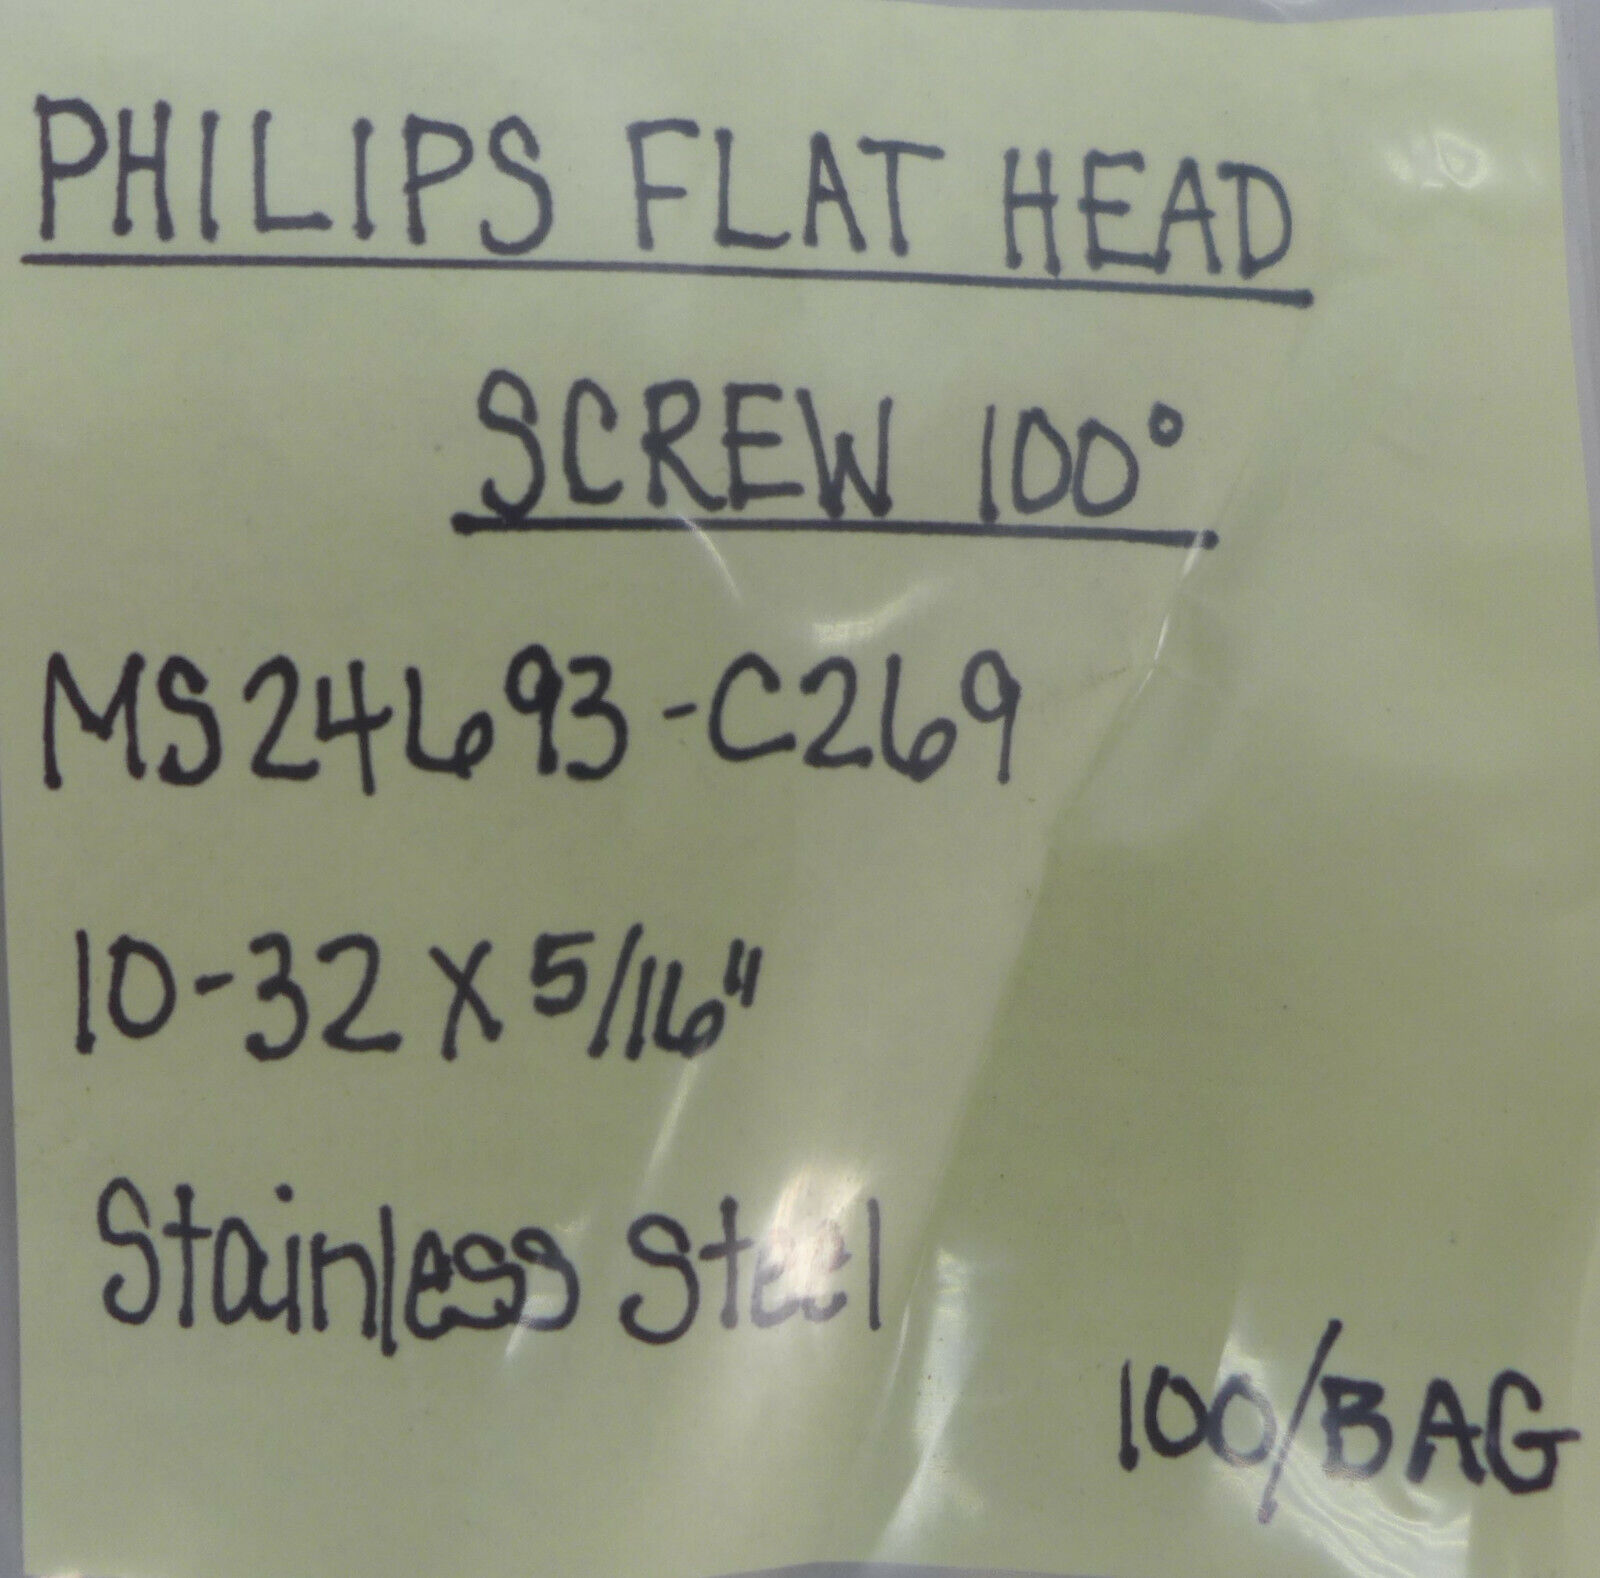 PHILIPS FLAT HEAD
SCREW 100°
MS24693-C269
10-32 X 5/16"
Stainless Steel
100/BAG